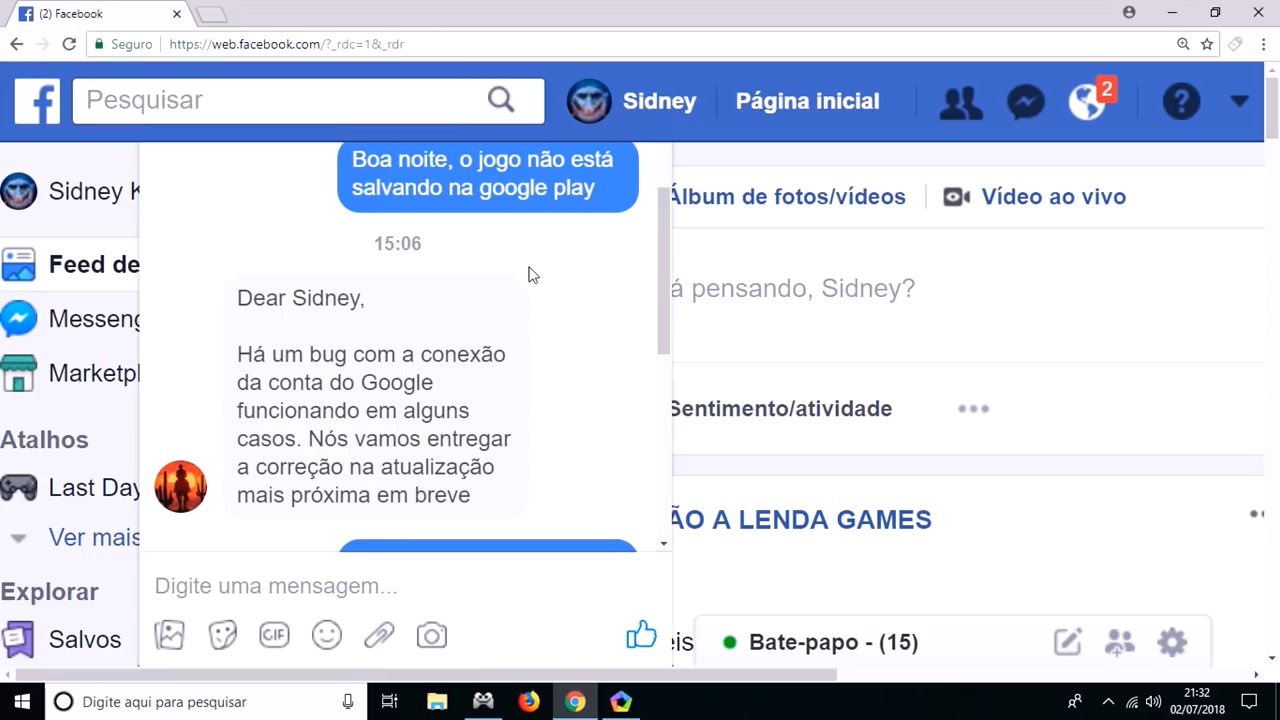 (2) Facebook
Seguro
https://web.facebook.com/?_rdc=1&_rdr
Pesquisar
Sidney
Página inicial
2
Boa noite, o jogo não está
salvando na google play
Sidney K
Álbum de fotos/vídeos
Vídeo ao vivo
15:06
Feed de
á pensando, Sidney?
Dear Sidney,
Messeng
Há um bug com a conexão
da conta do Google
funcionando em alguns
casos. Nós vamos entregar
a correção na atualização
mais próxima em breve
Marketpl
Sentimento/atividade
Atalhos
Last Day
ÃO A LENDA GAMES
Ver mais
Digite uma mensagem...
Explorar
Salvos
GIF
eis
Bate-papo - (15)
Digite aqui para pesquisar
21:32
02/07/2018